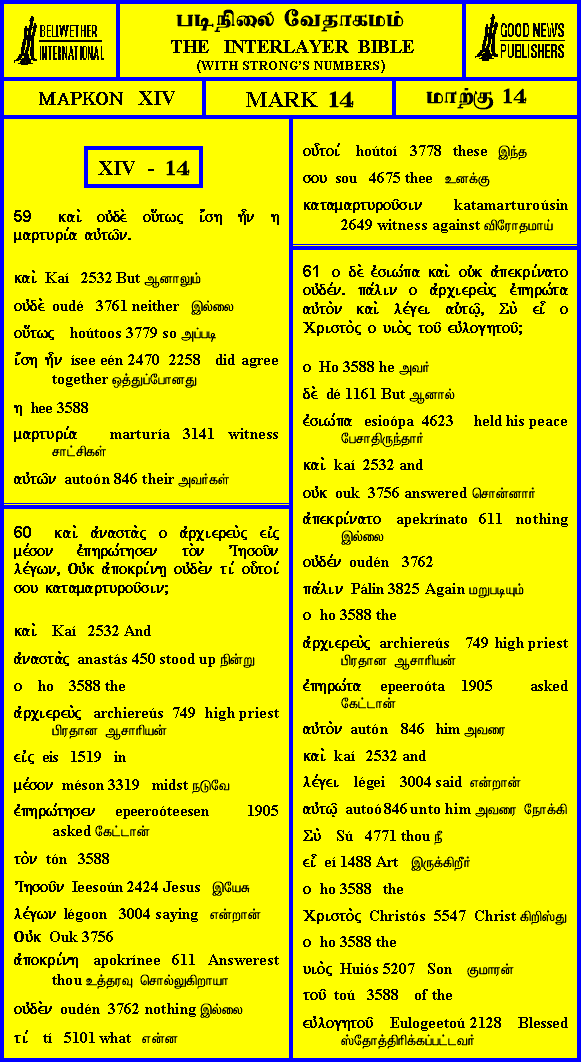 BELLWETHER
INTERNATIONAL
படிநிலை வேதாகமம்
THE INTERLAYER BIBLE
(WITH STRONG'S NUMBERS)
GOOD NEWS
PUBLISHERS
ΜΑΡΚΟΝ XIV
MARK 14
மாற்கு 14
XIV - 14
59 καὶ οὐδὲ οὕτως ἴση ἦν η
μαρτυρία αὐτῶν.
καὶ Kaí 2532 But ஆனாலும்
οὐδὲ oudé 3761 neither இல்லை
οὕτως hoútoos 3779 so அப்படி
ἴση ἦν ísee eén 2470 2258 did agree
together ஒத்துப்போனது
η hee 3588
μαρτυρία marturía 3141 witness
சாட்சிகள்
αὐτῶν autoón 846 their அவர்கள்
60 καὶ ἀναστὰς ο ἀρχιερεὺς εἰς
μέσον ἐπηρώτησεν τὸν Ἰησοῦν
λέγων, Οὐκ ἀποκρίνῃ οὐδὲν τί οὗτοί
σου καταμαρτυροῦσιν;
καὶ Kaí 2532 And
ἀναστὰς anastás 450 stood up நின்று
ο ho 3588 the
ἀρχιερεὺς archiereús 749 high priest
பிரதான ஆசாரியன்
εἰς eis 1519 in
μέσον méson 3319 midst நடுவே
ἐπηρώτησεν epeeroóteesen 1905
asked கேட்டான்
τὸν tón 3588
Ἰησοῦν Ieesoún 2424 Jesus இயேசு
λέγων légoon 3004 saying என்றான்
Οὐκ Ouk 3756
ἀποκρίνη apokrínee 611 Answerest
thou உத்தரவு சொல்லுகிறாயா
οὐδὲν oudén 3762 nothing இல்லை
τί tí 5101 what என்ன
οὗτοί hoútoí 3778 these இந்த
σου sou 4675 thee உனக்கு
καταμαρτυροῦσιν katamarturoúsin
2649 witness against விரோதமாய்
61 ο δὲ ἐσιώπα καὶ οὐκ ἀπεκρίνατο
οὐδέν. πάλιν ο ἀρχιερεὺς ἐπηρώτα
αὐτὸν καὶ λέγει αὐτῷ, Σὺ εἶ ο
Χριστὸς ο υιὸς τοῦ εὐλογητοῦ;
ο Ho 3588 he அவர்
δὲ dé 1161 But ஆனால்
ἐσιώπα esioópa 4623 held his peace
பேசாதிருந்தார்
καὶ kaí 2532 and
οὐκ ouk 3756 answered சொன்னார்
ἀπεκρίνατο apekrínato 611 nothing
இல்லை
οὐδέν oudén 3762
πάλιν Pálin 3825 Again மறுபடியும்
ο ho 3588 the
ἀρχιερεὺς archiereús 749 high priest
பிரதான ஆசாரியன்
ἐπηρώτα epeeroóta 1905 asked
கேட்டான்
αὐτὸν autón 846 him அவரை
καὶ kaí 2532 and
λέγει légei 3004 said என்றான்
αὐτῷ autoó 846 unto him அவரை நோக்கி
Σὺ Sú 4771 thou நீ
εἶ eí 1488 Art இருக்கிறீர்
ο ho 3588 the
Χριστὸς Christós 5547 Christ கிறிஸ்து
ο ho 3588 the
υιὸς Huiós 5207 Son குமாரன்
τοῦ toú 3588 of the
εὐλογητοῦ Eulogeetoú 2128 Blessed
ஸ்தோத்திரிக்கப்பட்டவர்